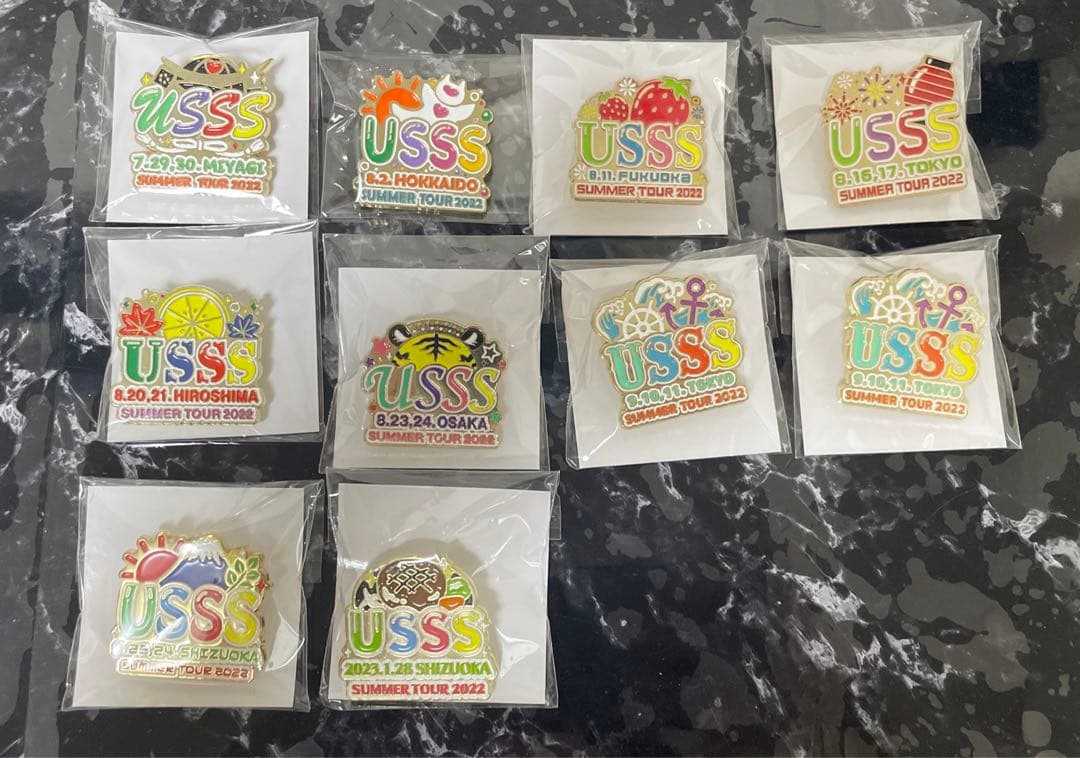 USSS
7.29,30.MIYAGI
SUMMER TOUR 2022
USSS
8.2.HOKKAIDO
SUMMER TOUR 2022
USSS
8.11.FUKUOKA
SUMMER TOUR 2022
USSS
8.16-17.TOKYO
SUMMER TOUR 2022
USSS
8.20,21.HIROSHIMA
SUMMER TOUR 2022
USSS
8.23,24.OSAKA
SUMMER TOUR 2022
USSS
9.10,11.TOKYO
SUMMER TOUR 2022
USSS
9.10,11.TOKYO
SUMMER TOUR 2022
USSS
SHIZUOKA
SUMMER TOUR 2022
USSS
2023.1.28 SHIZUOKA
SUMMER TOUR 2022